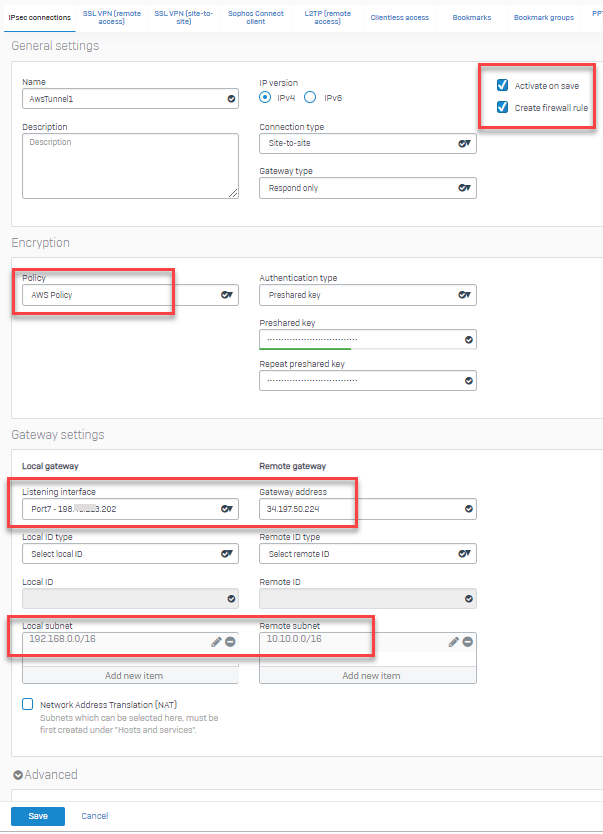 IPsec connections
SSL VPN (remote access)
SSL VPN (site-to-site)
Sophos Connect client
L2TP (remote access)
Clientless access
Bookmarks
Bookmark groups
General settings
Name
AwsTunnel1
IP version
IPv4
IPv6
Activate on save
Create firewall rule
Description
Description
Connection type
Site-to-site
Gateway type
Respond only
Encryption
Policy
AWS Policy
Authentication type
Preshared key
Preshared key
Repeat preshared key
Gateway settings
Local gateway
Remote gateway
Listening interface
Port7 - 198. 3.202
Gateway address
34.197.50.224
Local ID type
Select local ID
Remote ID type
Select remote ID
Local ID
Remote ID
Local subnet
192.168.0.0/16
Add new item
Remote subnet
10.10.0.0/16
Add new item
Network Address Translation (NAT)
Subnets which can be selected here, must be
first created under "Hosts and services".
Advanced
Save
Cancel